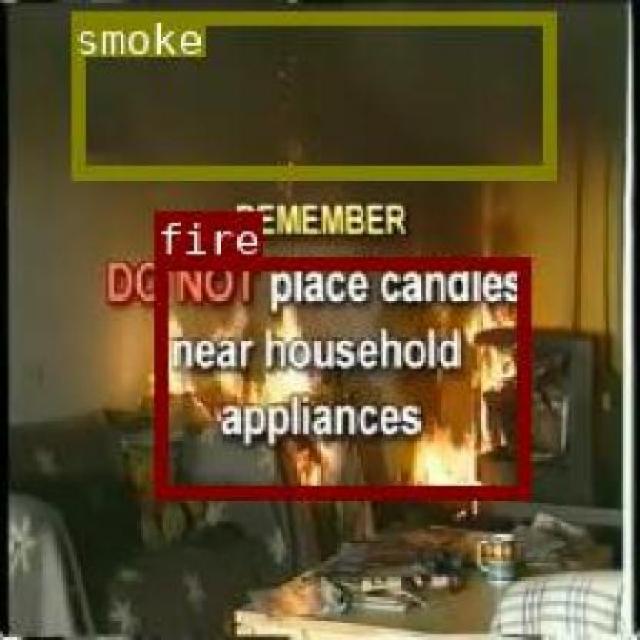 smoke
REMEMBER
fire
DO NOT place candles
near household
appliances